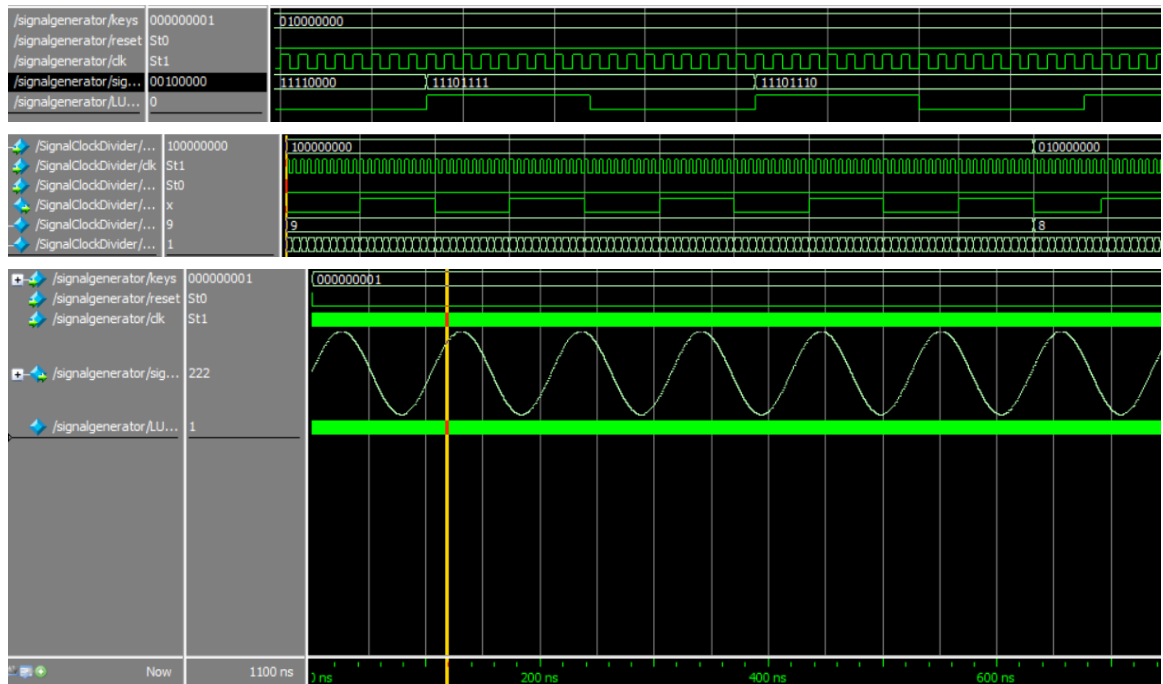 /signalgenerator/keys 000000001 010000000
/signalgenerator/reset St0
/signalgenerator/clk St1
/signalgenerator/sig... 00100000 11110000 11101111 11101110
/signalgenerator/LU... 0
/SignalClockDivider/... 100000000 100000000 010000000
/SignalClockDivider/clk St1
/SignalClockDivider/... St0
/SignalClockDivider/... x
/SignalClockDivider/... 9 9 8
/SignalClockDivider/... 1
/signalgenerator/keys 000000001 000000001
/signalgenerator/reset St0
/signalgenerator/clk St1
/signalgenerator/sig... 222
/signalgenerator/LU... 1
Now 1100 ns ns 200 ns 400 ns 600 ns